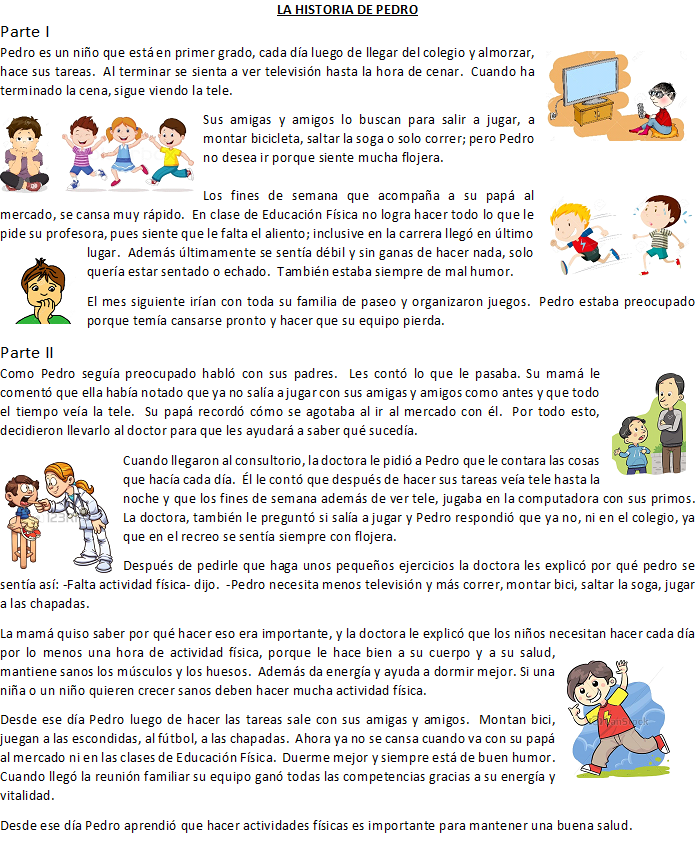 LA HISTORIA DE PEDRO
Parte I
Pedro es un niño que está en primer grado, cada día luego de llegar del colegio y almorzar,
hace sus tareas. Al terminar se sienta a ver televisión hasta la hora de cenar. Cuando ha
terminado la cena, sigue viendo la tele.
Sus amigas y amigos lo buscan para salir a jugar, a
montar bicicleta, saltar la soga o solo correr; pero Pedro
no desea ir porque siente mucha flojera.
Los fines de semana que acompaña a su papá al
mercado, se cansa muy rápido. En clase de Educación Física no logra hacer todo lo que le
pide su profesora, pues siente que le falta el aliento; inclusive en la carrera llegó en último
lugar. Además últimamente se sentía débil y sin ganas de hacer nada, solo
quería estar sentado o echado. También estaba siempre de mal humor.
El mes siguiente irían con toda su familia de paseo y organizaron juegos. Pedro estaba preocupado
porque temía cansarse pronto y hacer que su equipo pierda.
Parte II
Como Pedro seguía preocupado habló con sus padres. Les contó lo que le pasaba. Su mamá le
comentó que ella había notado que ya no salía a jugar con sus amigas y amigos como antes y que todo
el tiempo veía la tele. Su papá recordó cómo se agotaba al ir al mercado con él. Por todo esto,
decidieron llevarlo al doctor para que les ayudará a saber qué sucedía.
Cuando llegaron al consultorio, la doctora le pidió a Pedro que le contara las cosas
que hacía cada día. Él le contó que después de hacer sus tareas veía tele hasta la
noche y que los fines de semana además de ver tele, jugaba en la computadora con sus primos.
La doctora, también le preguntó si salía a jugar y Pedro respondió que ya no, ni en el colegio, ya
que en el recreo se sentía siempre con flojera.
Después de pedirle que haga unos pequeños ejercicios la doctora les explicó por qué pedro se
sentía así: -Falta actividad física- dijo. -Pedro necesita menos televisión y más correr, montar bici, saltar la soga, jugar
a las chapadas.
La mamá quiso saber por qué hacer eso era importante, y la doctora le explicó que los niños necesitan hacer cada día
por lo menos una hora de actividad física, porque le hace bien a su cuerpo y a su salud,
mantiene sanos los músculos y los huesos. Además da energía y ayuda a dormir mejor. Si una
niña o un niño quieren crecer sanos deben hacer mucha actividad física.
Desde ese día Pedro luego de hacer las tareas sale con sus amigas y amigos. Montan bici,
juegan a las escondidas, al fútbol, a las chapadas. Ahora ya no se cansa cuando va con su papá
al mercado ni en las clases de Educación Física. Duerme mejor y siempre está de buen humor.
Cuando llegó la reunión familiar su equipo ganó todas las competencias gracias a su energía y
vitalidad.
Desde ese día Pedro aprendió que hacer actividades físicas es importante para mantener una buena salud.